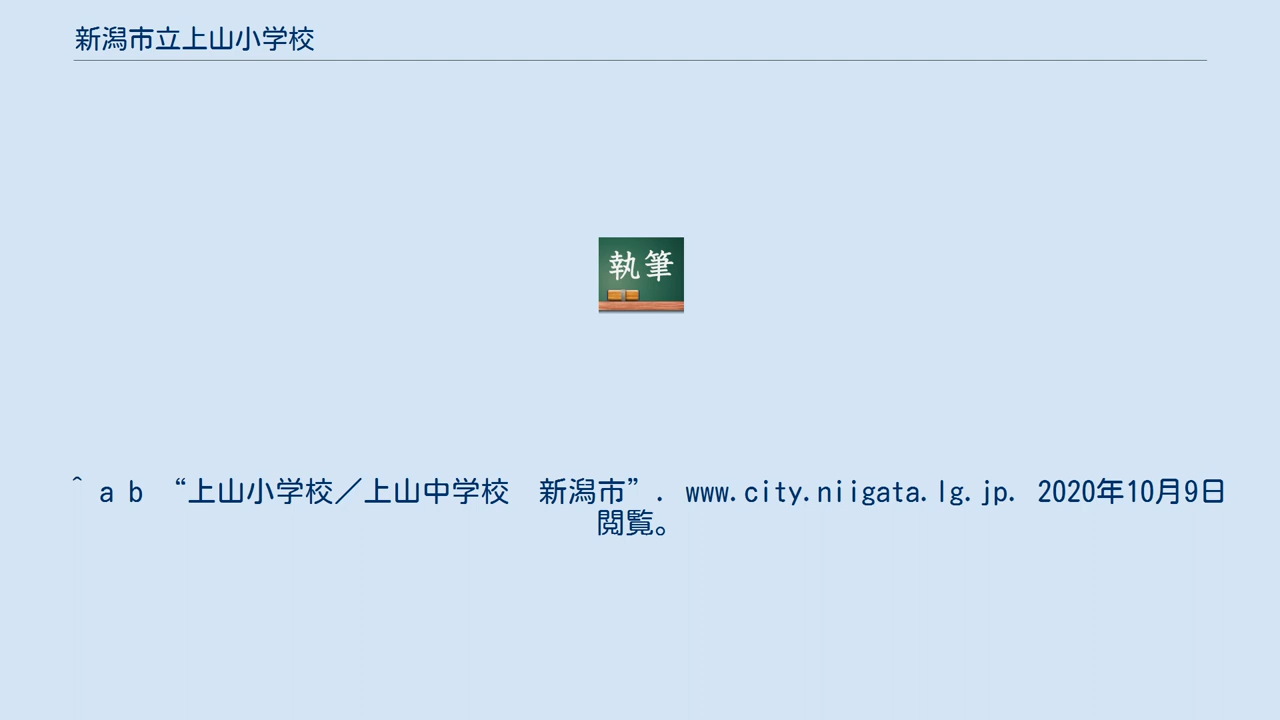 新潟市立上山小学校
執筆
^ a b “上山小学校／上山中学校　新潟市”. www.city.niigata.lg.jp. 2020年10月9日
閲覧。